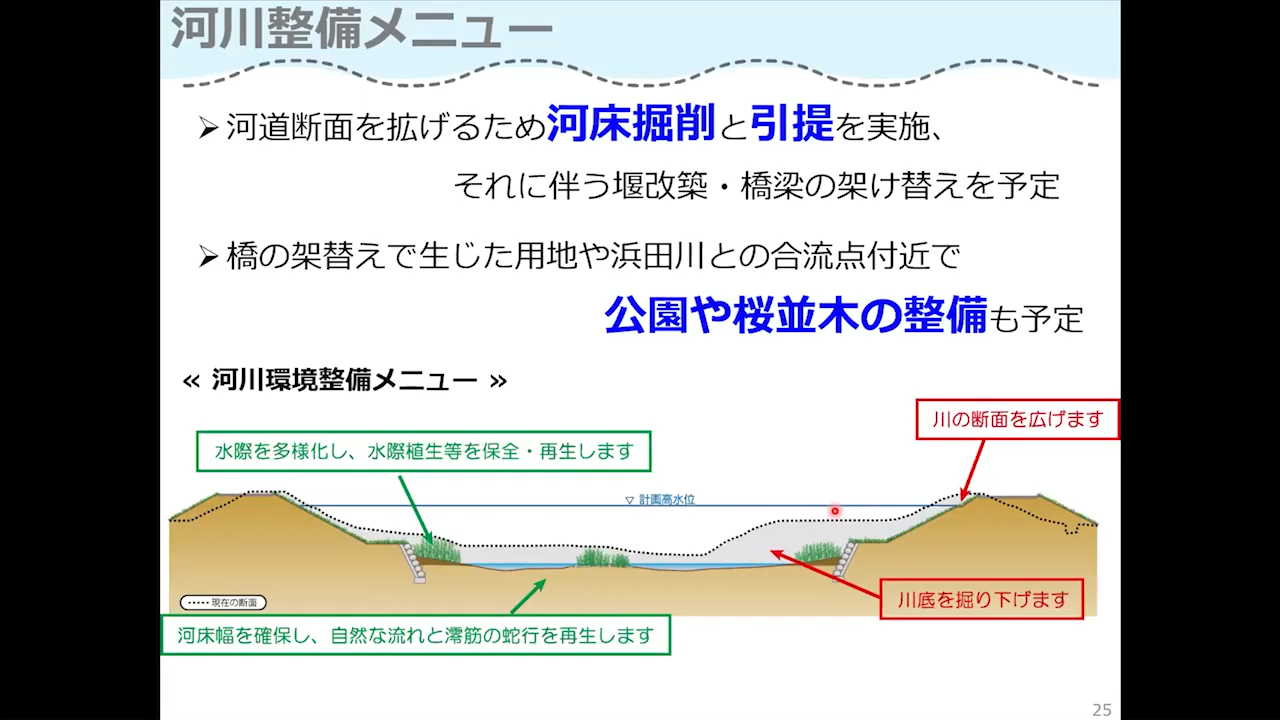 河川整備メニュー
➢河道断面を拡げるため河床掘削と引提を実施、
それに伴う堰改築・橋梁の架け替えを予定
➢橋の架替えで生じた用地や浜田川との合流点付近で
公園や桜並木の整備も予定
≪ 河川環境整備メニュー ≫
川の断面を広げます
水際を多様化し、水際植生等を保全・再生します
▽ 計画高水位
川底を掘り下げます
現在の断面
河床幅を確保し、自然な流れと澪筋の蛇行を再生します
25